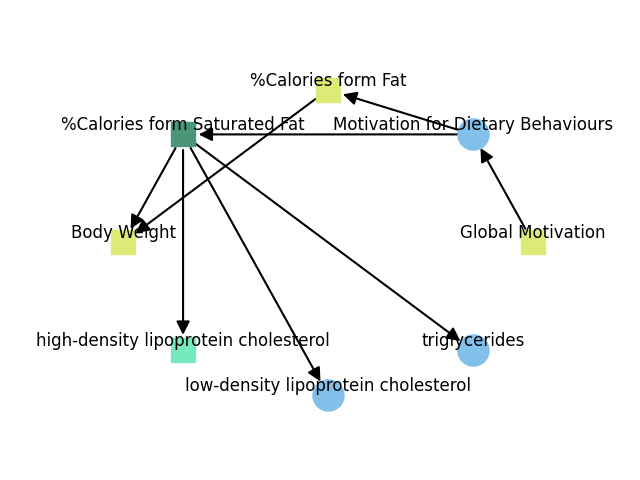 %Calories form Fat
%Calories form Saturated Fat
Motivation for Dietary Behaviours
Body Weight
Global Motivation
high-density lipoprotein cholesterol
triglycerides
low-density lipoprotein cholesterol